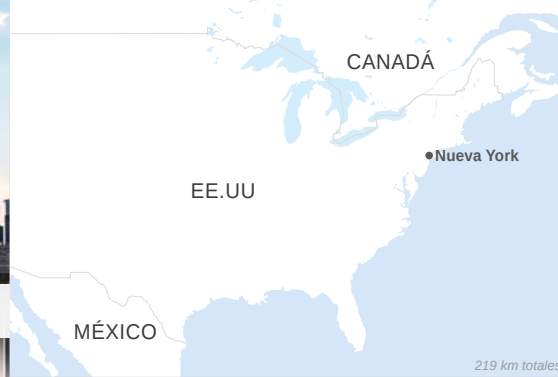 CANADÁ
Nueva York
EE.UU
MÉXICO
219 km totales